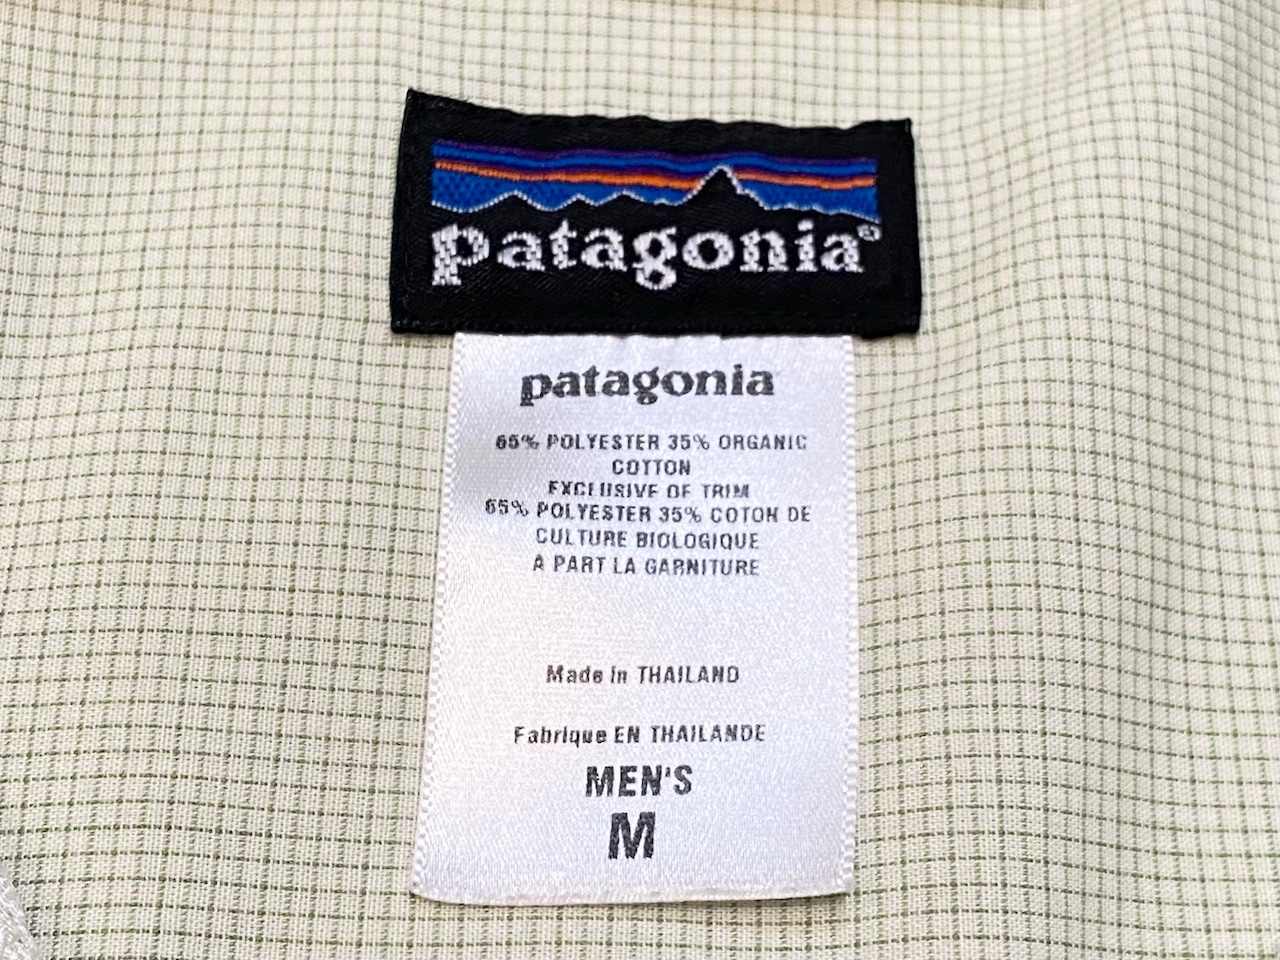 patagonia®
patagonia
65% POLYESTER 35% ORGANIC
COTTON
EXCLUSIVE OF TRIM
65% POLYESTER 35% COTON DE
CULTURE BIOLOGIQUE
À PART LA GARNITURE
Made in THAILAND
Fabrique EN THAILANDE
MEN'S
M